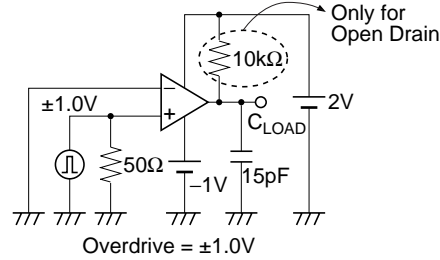 Only for
Open Drain
10kΩ
±1.0V
−
+
2V
C_LOAD
50Ω
−1V
15pF
Overdrive = ±1.0V